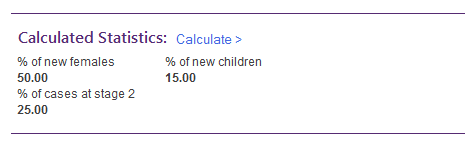 Calculated Statistics: Calculate >
% of new females % of new children
50.00 15.00
% of cases at stage 2
25.00